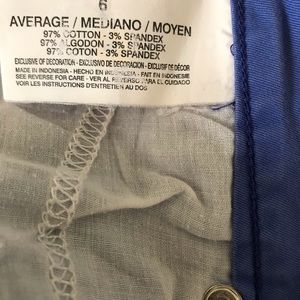 6
AVERAGE / MEDIANO / MOYEN
97% COTTON - 3% SPANDEX
97% ALGODON - 3% SPANDEX
97% COTON - 3% SPANDEX
EXCLUSIVE OF DECORATION - EXCLUSIVO DE DECORACION - EXCLUSIF DE DÉCOR
MADE IN INDONESIA - HECHO EN INDONESIA - FAIT EN INDONESIE
SEE REVERSE FOR CARE - VER AL REVERSO PARA EL CUIDADO
VOIR LES INSTRUCTIONS D'ENTRETIEN AU DOS